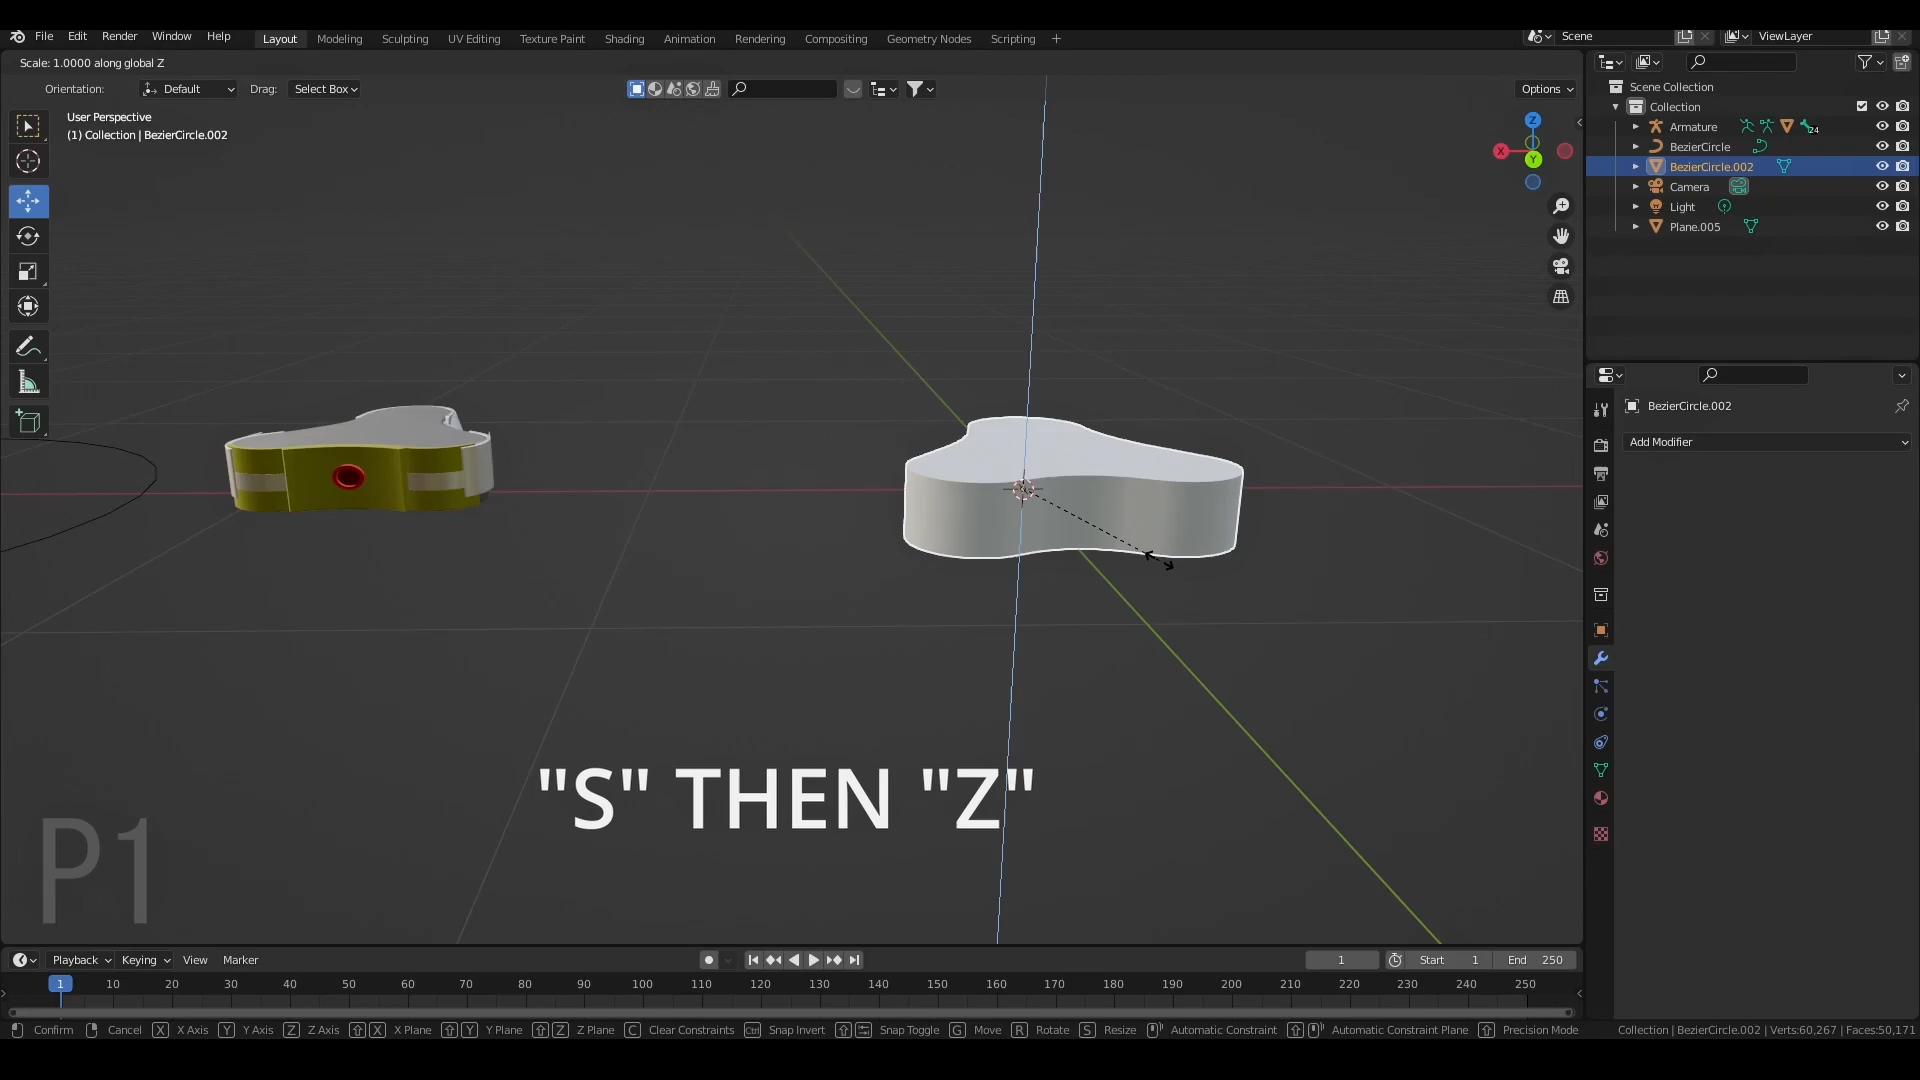 File Edit Render Window Help Layout Modeling Sculpting UV Editing Texture Paint Shading Animation Rendering Compositing Geometry Nodes Scripting + Scene ViewLayer
Scale: 1.0000 along global Z
Orientation: Default Drag: Select Box Options
User Perspective
(1) Collection | BezierCircle.002
Z
X
Y
Scene Collection
Collection
Armature 24
BezierCircle
BezierCircle.002
Camera
Light
Plane.005
BezierCircle.002
Add Modifier
"S" THEN "Z"
P1
Playback Keying View Marker 1 Start 1 End 250
1 10 20 30 40 50 60 70 80 90 100 110 120 130 140 150 160 170 180 190 200 210 220 230 240 250
Confirm Cancel X X Axis Y Y Axis Z Z Axis X X Plane Y Y Plane Z Z Plane C Clear Constraints Ctrl Snap Invert Snap Toggle G Move R Rotate S Resize Automatic Constraint Automatic Constraint Plane Precision Mode Collection | BezierCircle.002 | Verts:60,267 | Faces:50,171